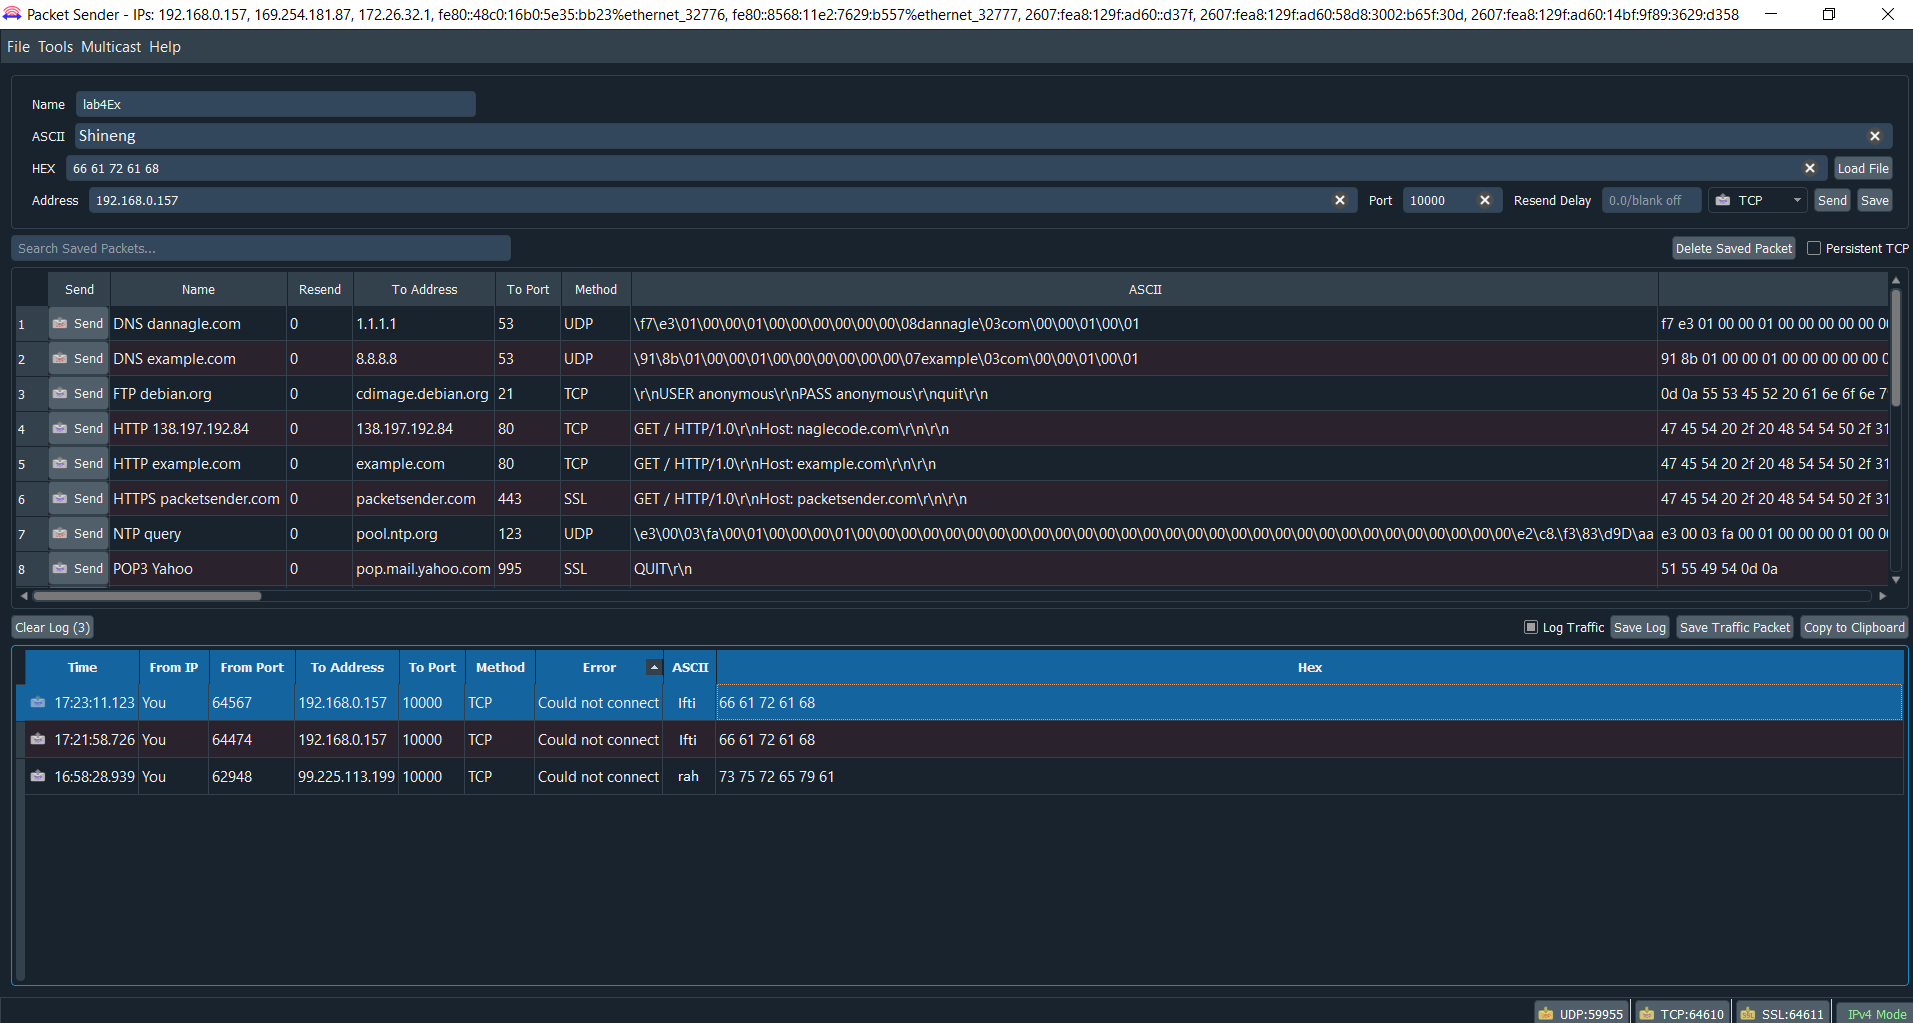 Packet Sender - IPs: 192.168.0.157, 169.254.181.87, 172.26.32.1, fe80::48c0:16b0:5e35:bb23%ethernet_32776, fe80::8568:11e2:7629:b557%ethernet_32777, 2607:fea8:129f:ad60::d37f, 2607:fea8:129f:ad60:58d8:3002:b65f:30d, 2607:fea8:129f:ad60:14bf:9f89:3629:d358
File Tools Multicast Help
Name lab4Ex
ASCII Shineng
HEX 66 61 72 61 68 Load File
Address 192.168.0.157 Port 10000 Resend Delay 0.0/blank off TCP Send Save
Search Saved Packets... Delete Saved Packet Persistent TCP
Send Name Resend To Address To Port Method ASCII
1 Send DNS dannagle.com 0 1.1.1.1 53 UDP \f7\e3\01\00\00\01\00\00\00\00\00\00\08dannagle\03com\00\00\01\00\01 f7 e3 01 00 00 01 00 00 00 00 00
2 Send DNS example.com 0 8.8.8.8 53 UDP \91\8b\01\00\00\01\00\00\00\00\00\00\07example\03com\00\00\01\00\01 91 8b 01 00 00 01 00 00 00 00 0
3 Send FTP debian.org 0 cdimage.debian.org 21 TCP \r\nUSER anonymous\r\nPASS anonymous\r\nquit\r\n 0d 0a 55 53 45 52 20 61 6e 6f 6e 7
4 Send HTTP 138.197.192.84 0 138.197.192.84 80 TCP GET / HTTP/1.0\r\nHost: naglecode.com\r\n\r\n 47 45 54 20 2f 20 48 54 54 50 2f 31
5 Send HTTP example.com 0 example.com 80 TCP GET / HTTP/1.0\r\nHost: example.com\r\n\r\n 47 45 54 20 2f 20 48 54 54 50 2f 31
6 Send HTTPS packetsender.com 0 packetsender.com 443 SSL GET / HTTP/1.0\r\nHost: packetsender.com\r\n\r\n 47 45 54 20 2f 20 48 54 54 50 2f 31
7 Send NTP query 0 pool.ntp.org 123 UDP \e3\00\03\fa\00\01\00\00\00\01\00\00\00\00\00\00\00\00\00\00\00\00\00\00\00\00\00\00\00\00\00\00\00\00\00\00\00\00\00\00\e2\c8.\f3\83\d9D\aa e3 00 03 fa 00 01 00 00 00 01 00 00
8 Send POP3 Yahoo 0 pop.mail.yahoo.com 995 SSL QUIT\r\n 51 55 49 54 0d 0a
Clear Log (3) Log Traffic Save Log Save Traffic Packet Copy to Clipboard
Time From IP From Port To Address To Port Method Error ASCII Hex
17:23:11.123 You 64567 192.168.0.157 10000 TCP Could not connect Ifti 66 61 72 61 68
17:21:58.726 You 64474 192.168.0.157 10000 TCP Could not connect Ifti 66 61 72 61 68
16:58:28.939 You 62948 99.225.113.199 10000 TCP Could not connect rah 73 75 72 65 79 61
UDP:59955 TCP:64610 SSL:64611 IPv4 Mode